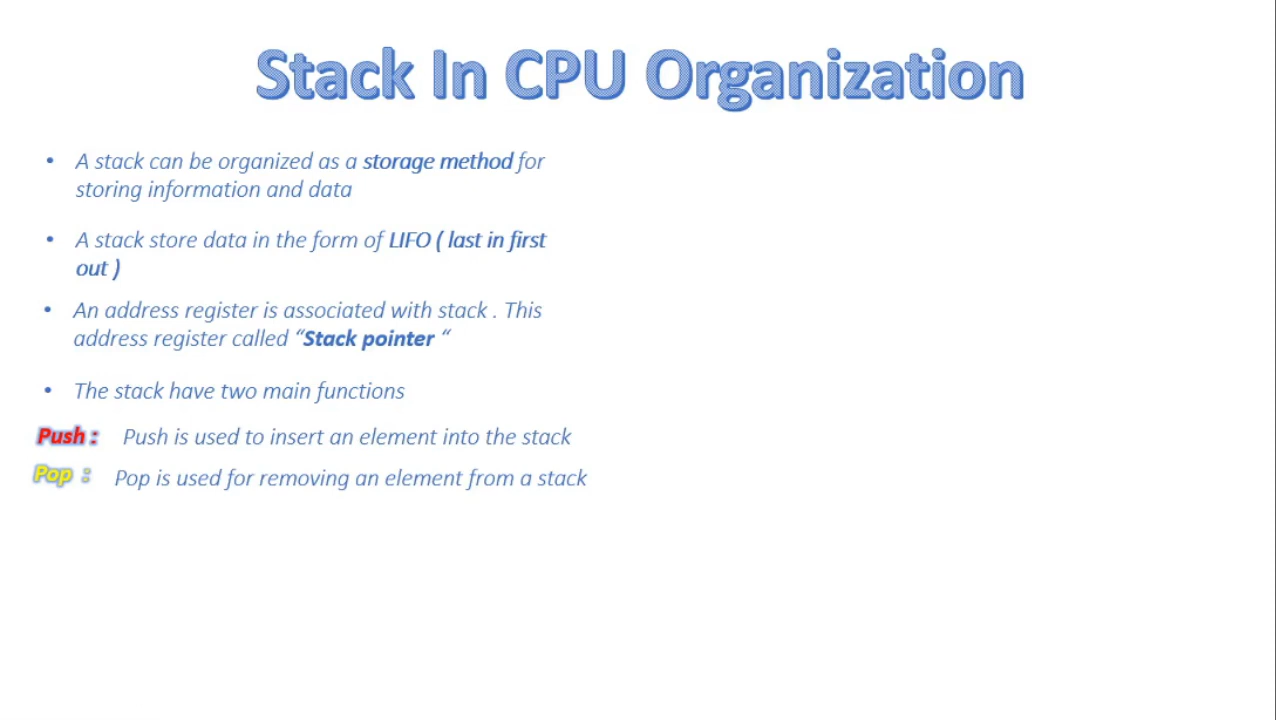 Stack In CPU Organization
• A stack can be organized as a storage method for
storing information and data
• A stack store data in the form of LIFO ( last in first
out )
• An address register is associated with stack . This
address register called “Stack pointer “
• The stack have two main functions
Push : Push is used to insert an element into the stack
Pop : Pop is used for removing an element from a stack